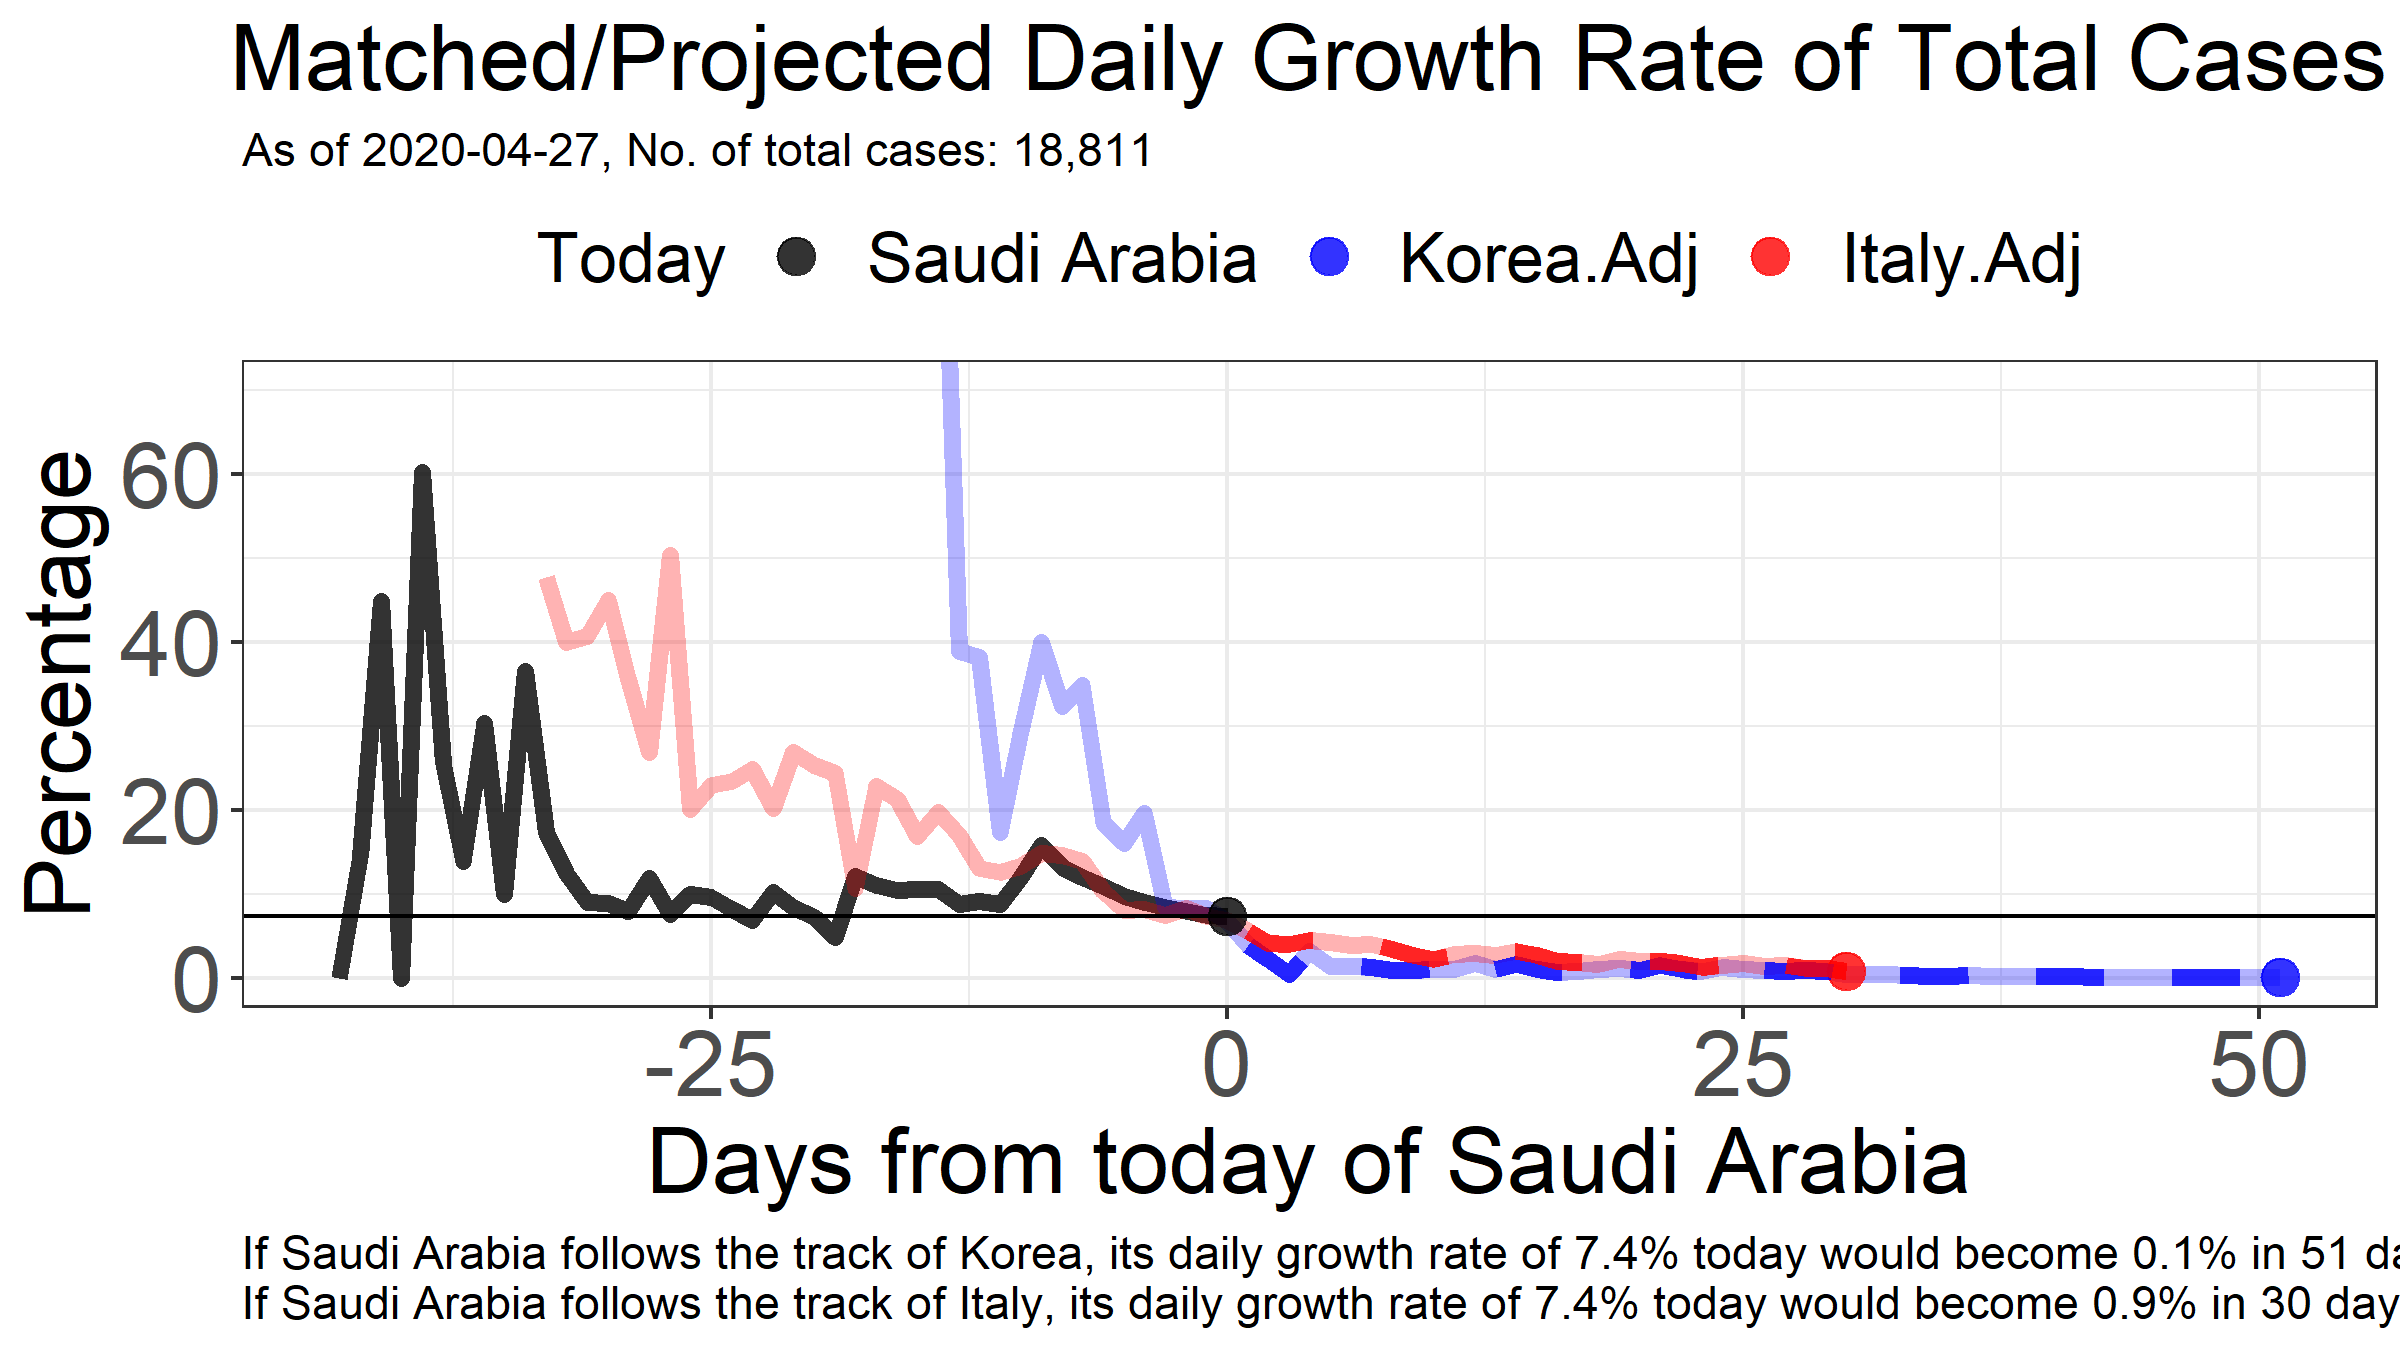 Matched/Projected Daily Growth Rate of Total Cases
As of 2020-04-27, No. of total cases: 18,811
Today Saudi Arabia Korea.Adj Italy.Adj
Percentage
60
40
20
0
-25 0 25 50
Days from today of Saudi Arabia
If Saudi Arabia follows the track of Korea, its daily growth rate of 7.4% today would become 0.1% in 51 da
If Saudi Arabia follows the track of Italy, its daily growth rate of 7.4% today would become 0.9% in 30 day